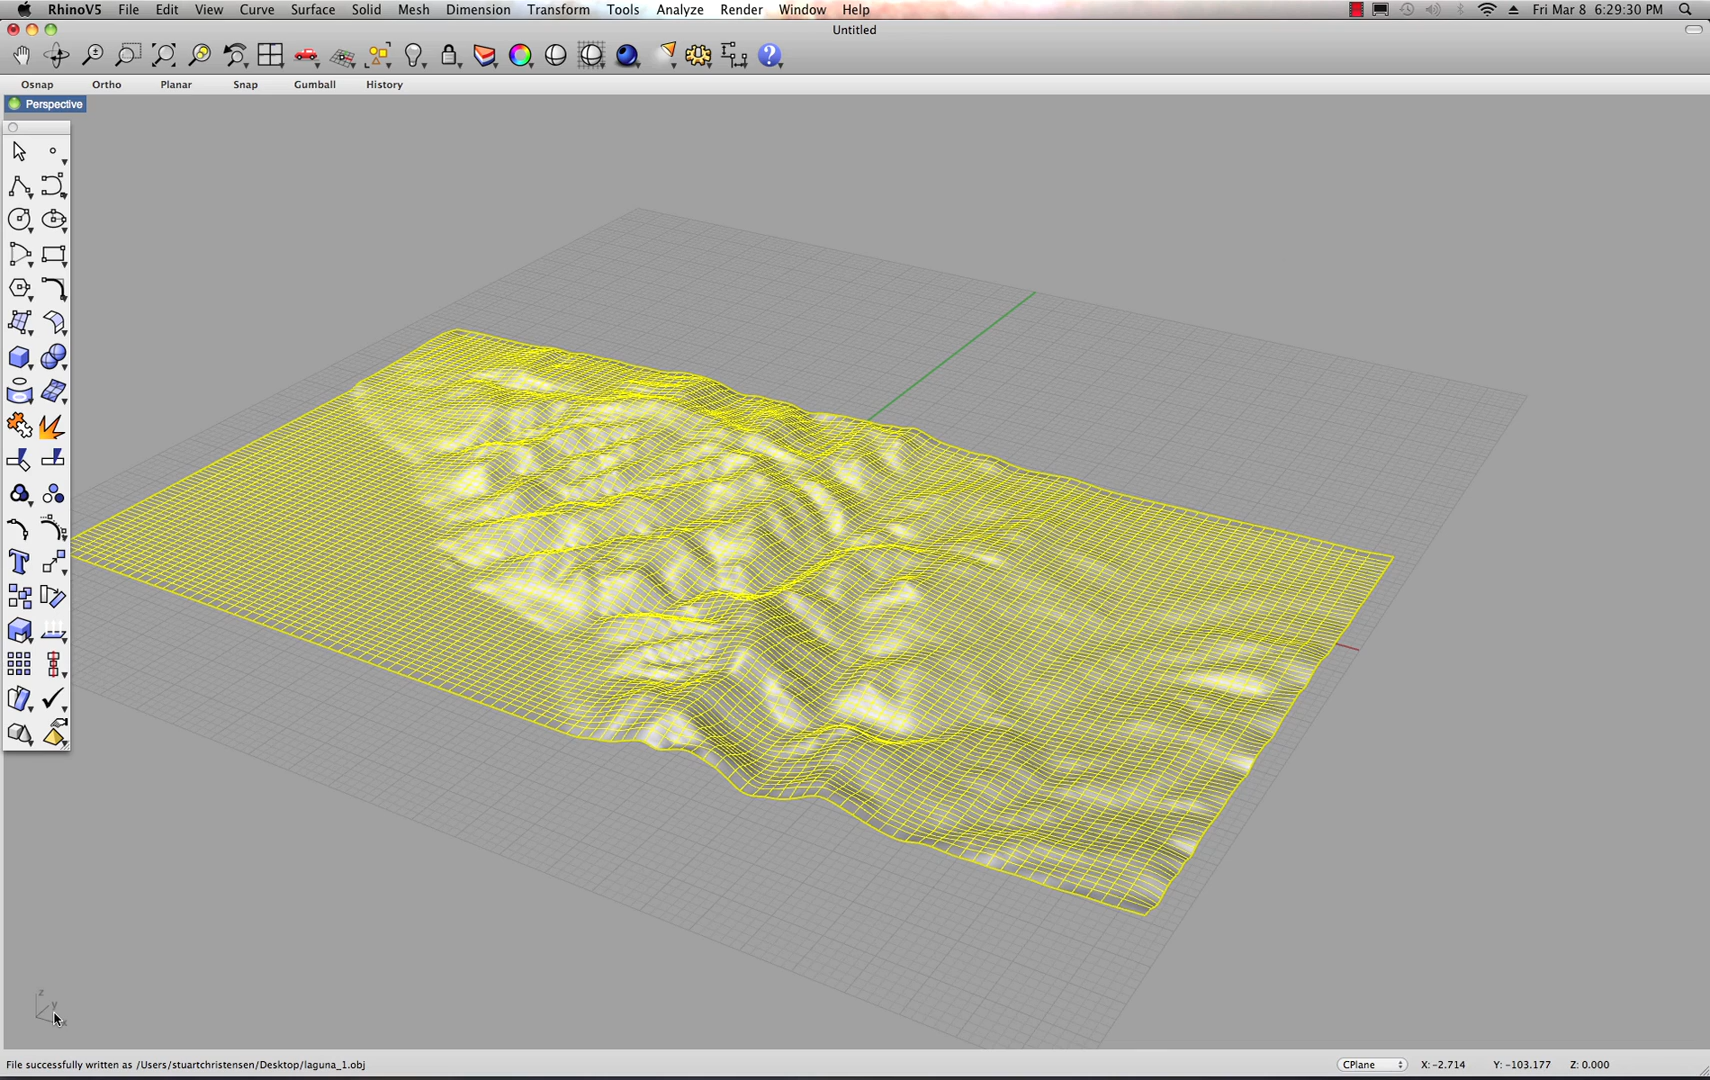 RhinoV5 File Edit View Curve Surface Solid Mesh Dimension Transform Tools Analyze Render Window Help Fri Mar 8 6:29:30 PM
Untitled
Osnap Ortho Planar Snap Gumball History
Perspective
z
y
x
File successfully written as /Users/stuartchristensen/Desktop/laguna_1.obj CPlane X: -2.714 Y: -103.177 Z: 0.000